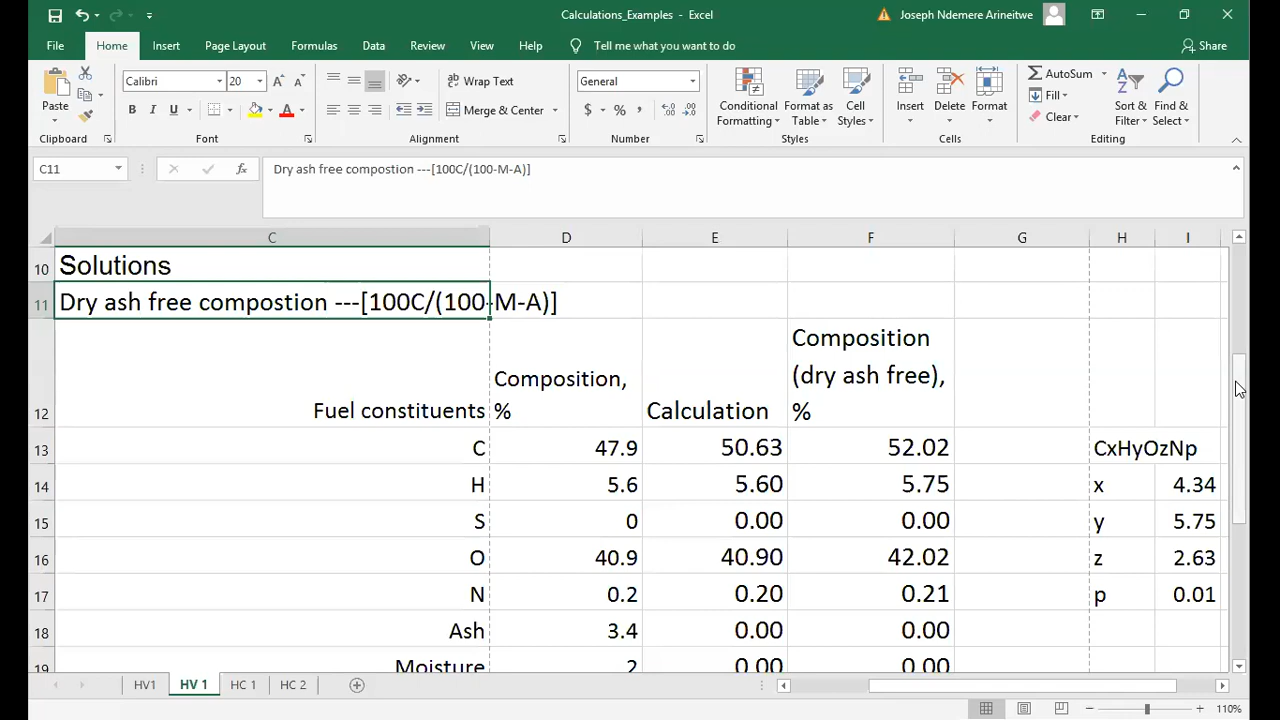 Calculations_Examples - Excel
Joseph Ndemere Arineitwe
File Home Insert Page Layout Formulas Data Review View Help Tell me what you want to do Share
Paste
Clipboard
Calibri 20
B I U
Font
Wrap Text
Merge & Center
Alignment
General
$ % ,
Number
Conditional Formatting
Format as Table
Cell Styles
Styles
Insert Delete Format
Cells
AutoSum
Fill
Clear
Sort & Filter
Find & Select
Editing
C11 fx Dry ash free compostion ---[100C/(100-M-A)]
C D E F G H I
10 Solutions
11 Dry ash free compostion ---[100C/(100-M-A)]
12 Fuel constituents Composition, % Calculation Composition (dry ash free), %
13 C 47.9 50.63 52.02 CxHyOzNp
14 H 5.6 5.60 5.75 x 4.34
15 S 0 0.00 0.00 y 5.75
16 O 40.9 40.90 42.02 z 2.63
17 N 0.2 0.20 0.21 p 0.01
18 Ash 3.4 0.00 0.00
19 Moisture 2 0.00 0.00
HV1 HV 1 HC 1 HC 2
110%